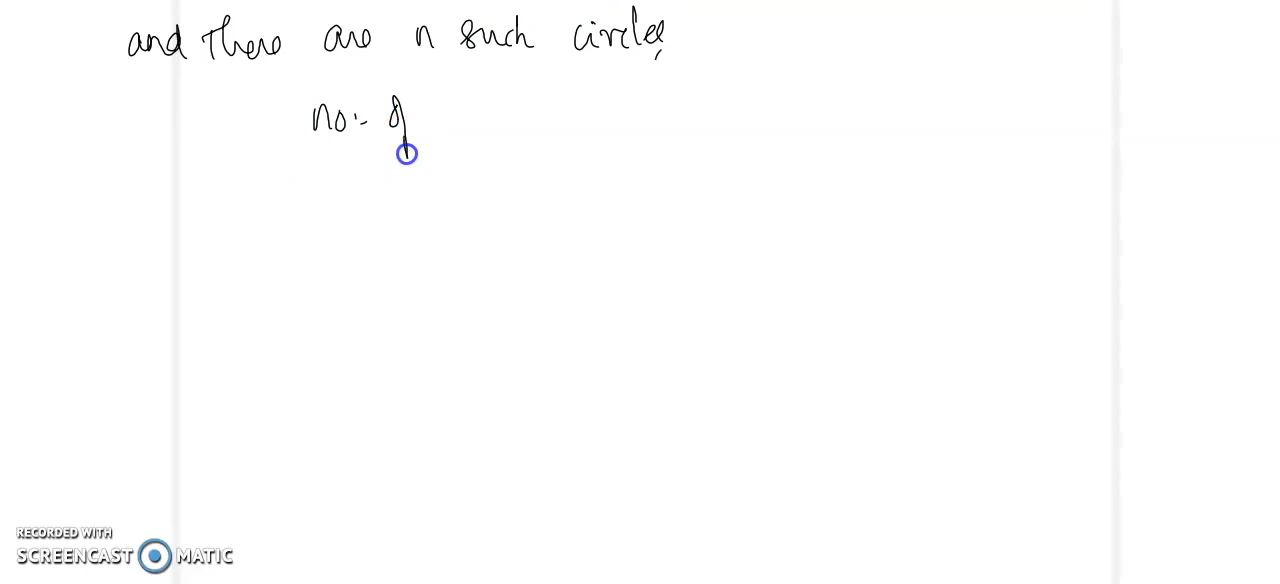 and there are n such circles,
no:- of
RECORDED WITH
SCREENCAST MATIC